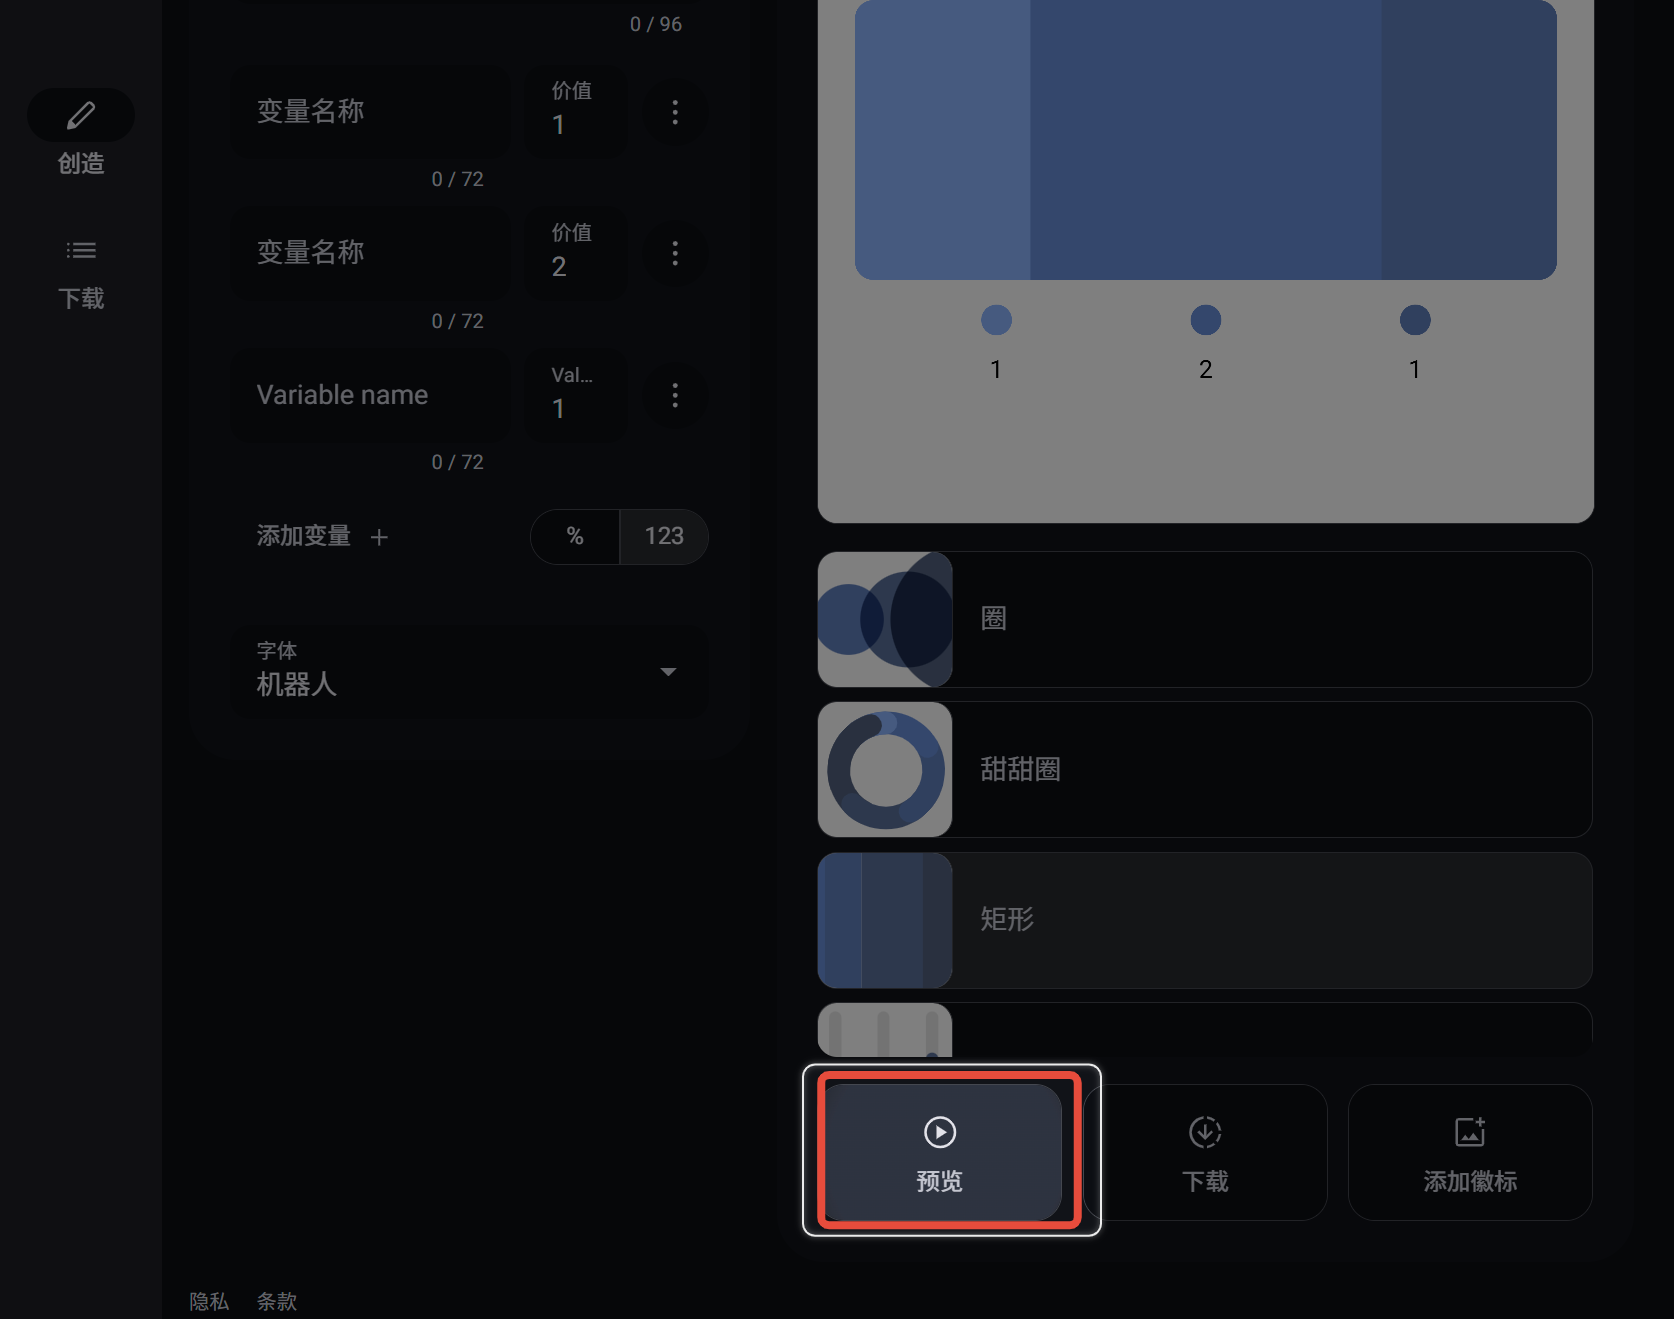 0 / 96
创造
下载
变量名称
价值
1
0 / 72
变量名称
价值
2
0 / 72
Variable name
Val...
1
0 / 72
添加变量 +
%
123
字体
机器人
1
2
1
圈
甜甜圈
矩形
预览
下载
添加徽标
隐私
条款